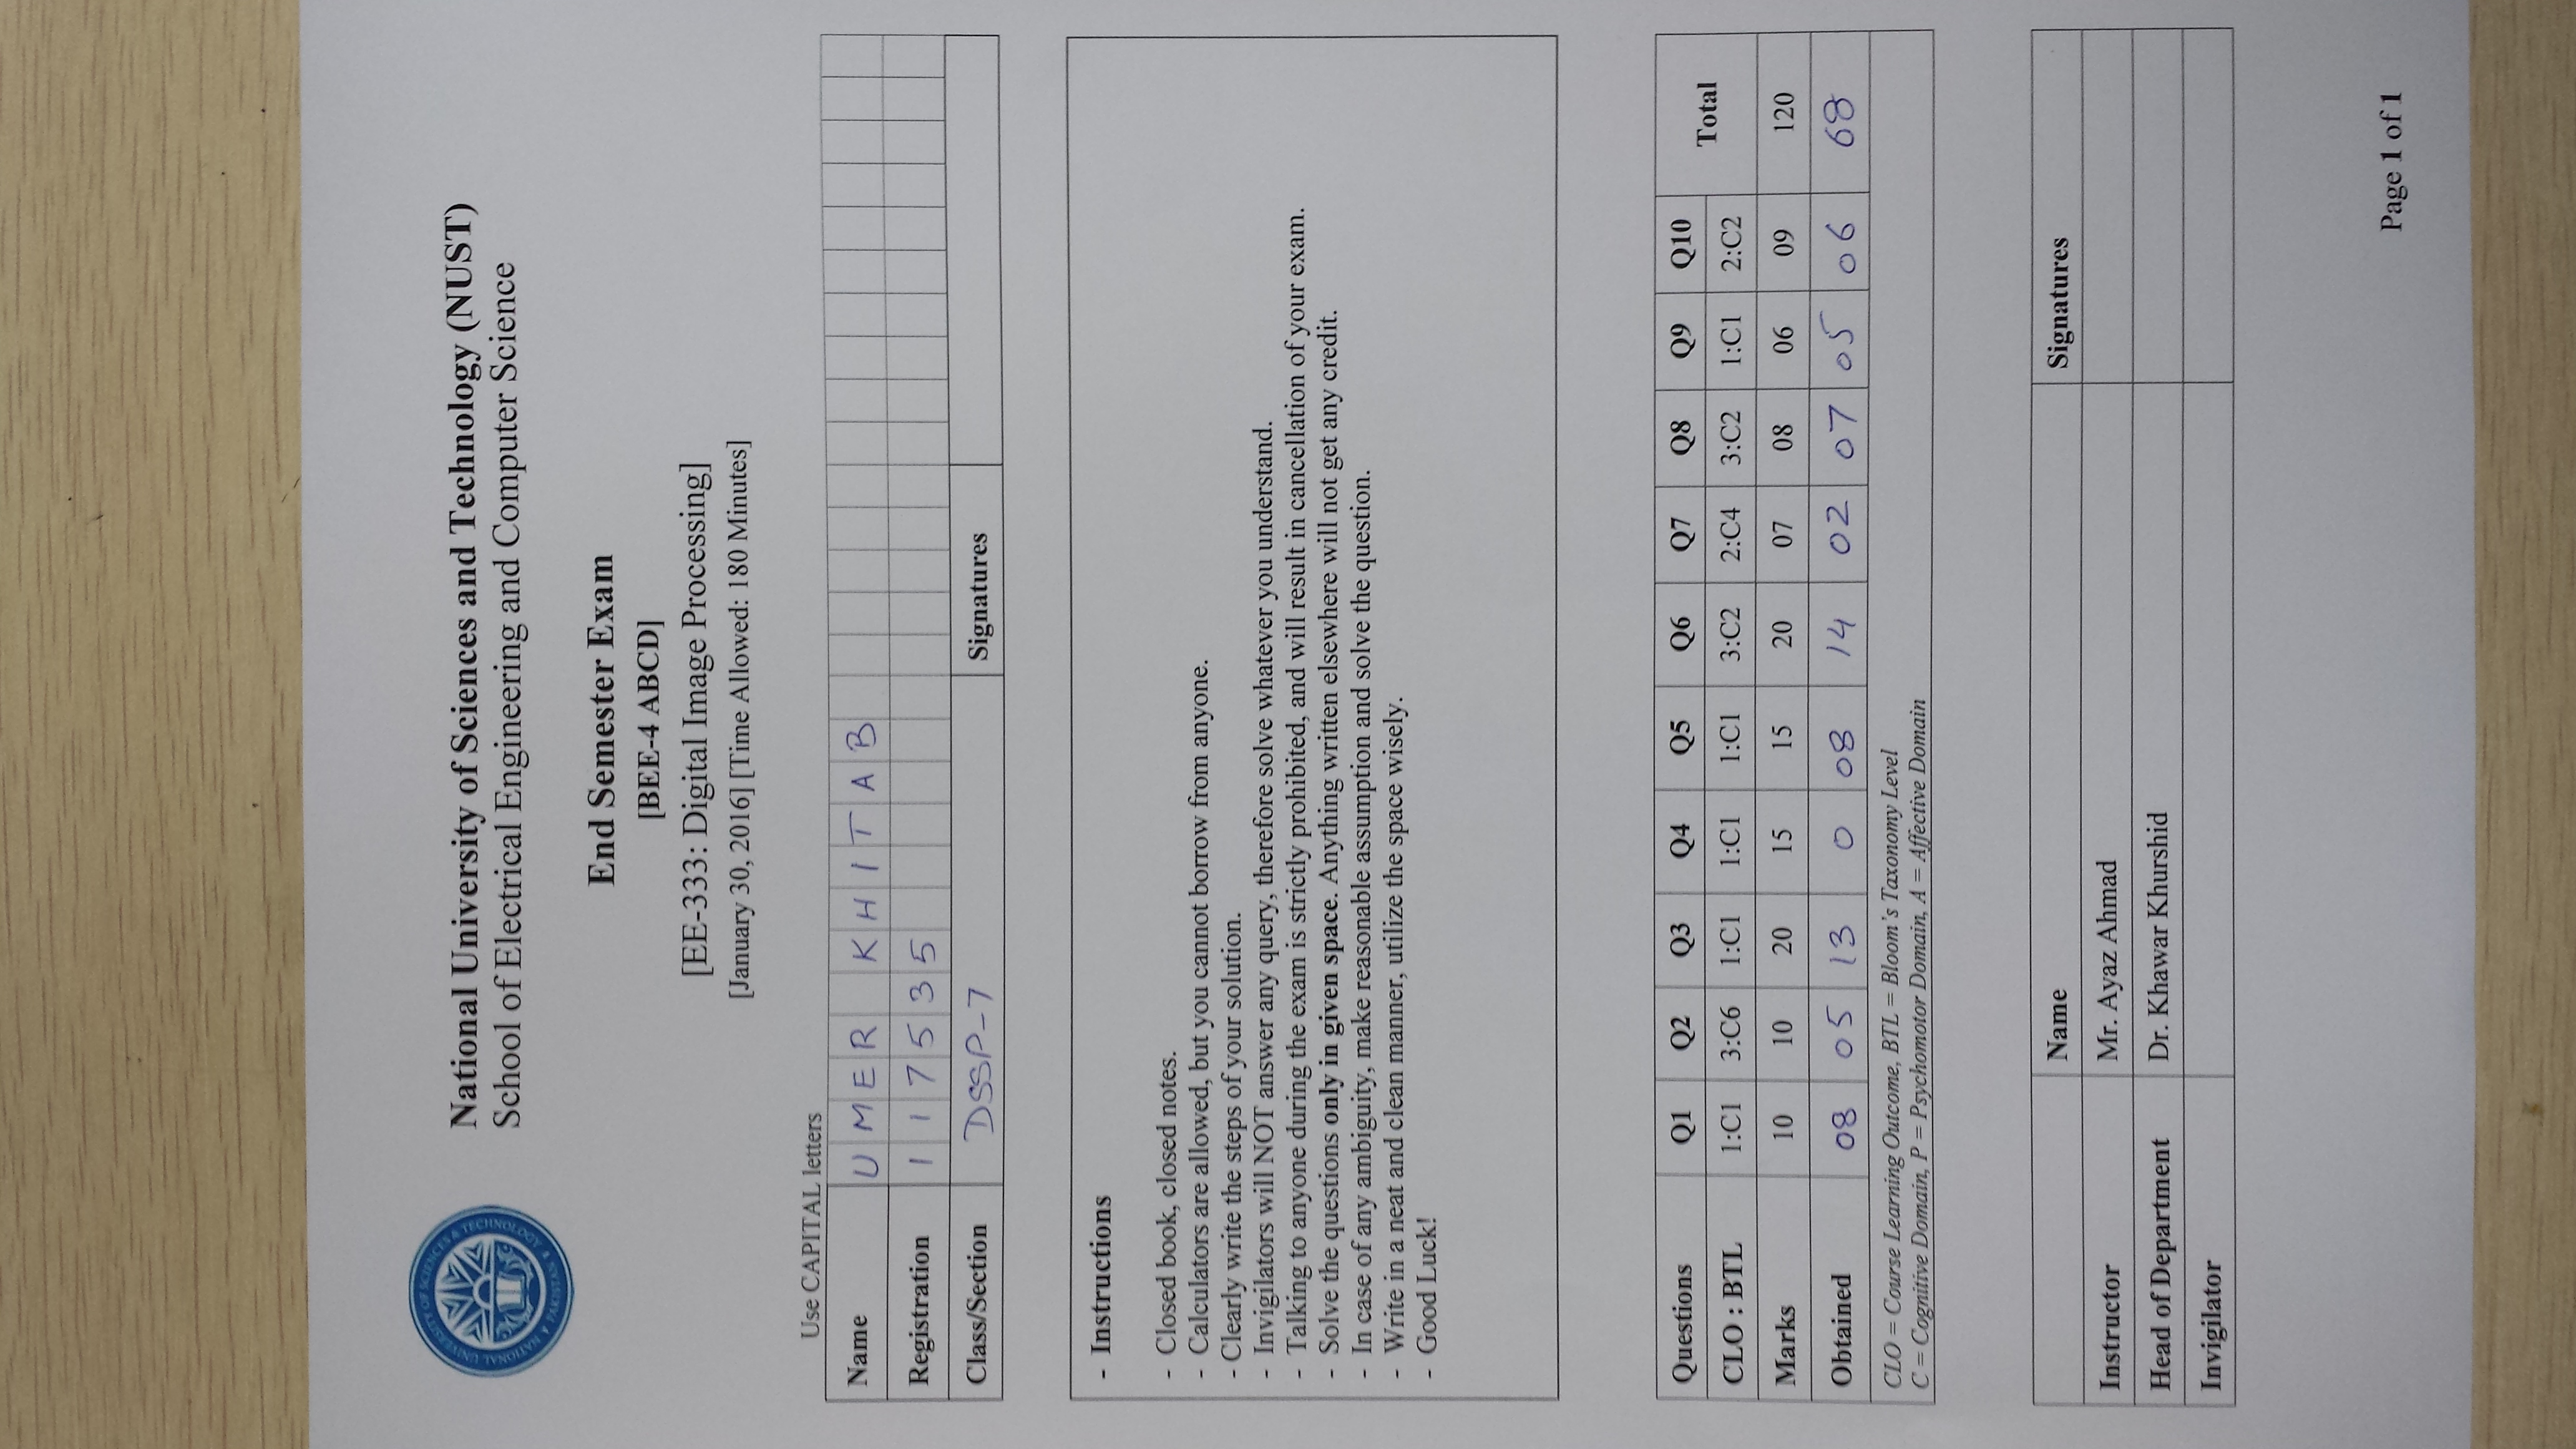 NATIONAL UNIVERSITY OF SCIENCES & TECHNOLOGY
PAKISTAN
National University of Sciences and Technology (NUST)
School of Electrical Engineering and Computer Science
End Semester Exam
[BEE-4 ABCD]
[EE-333: Digital Image Processing]
[January 30, 2016] [Time Allowed: 180 Minutes]
Use CAPITAL letters
Name UMER KHITAB
Registration 117535
Class/Section DSSP-7 Signatures
- Instructions
- Closed book, closed notes.
- Calculators are allowed, but you cannot borrow from anyone.
- Clearly write the steps of your solution.
- Invigilators will NOT answer any query, therefore solve whatever you understand.
- Talking to anyone during the exam is strictly prohibited, and will result in cancellation of your exam.
- Solve the questions only in given space. Anything written elsewhere will not get any credit.
- In case of any ambiguity, make reasonable assumption and solve the question.
- Write in a neat and clean manner, utilize the space wisely.
- Good Luck!
Questions Q1 Q2 Q3 Q4 Q5 Q6 Q7 Q8 Q9 Q10 Total
CLO : BTL 1:C1 3:C6 1:C1 1:C1 1:C1 3:C2 2:C4 3:C2 1:C1 2:C2
Marks 10 10 20 15 15 20 07 08 06 09 120
Obtained 08 05 13 0 08 14 02 07 05 06 68
CLO = Course Learning Outcome, BTL = Bloom's Taxonomy Level
C = Cognitive Domain, P = Psychomotor Domain, A = Affective Domain
Name Signatures
Instructor Mr. Ayaz Ahmad
Head of Department Dr. Khawar Khurshid
Invigilator
Page 1 of 1